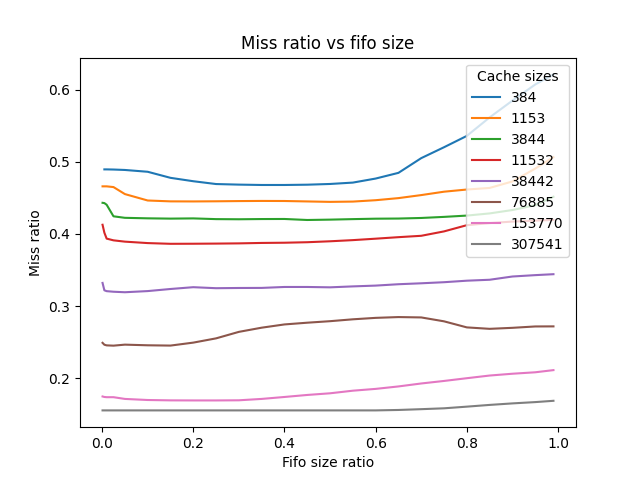 Miss ratio vs fifo size
Cache sizes
384
1153
3844
11532
38442
76885
153770
307541
0.6
0.5
0.4
0.3
0.2
Miss ratio
0.0 0.2 0.4 0.6 0.8 1.0
Fifo size ratio